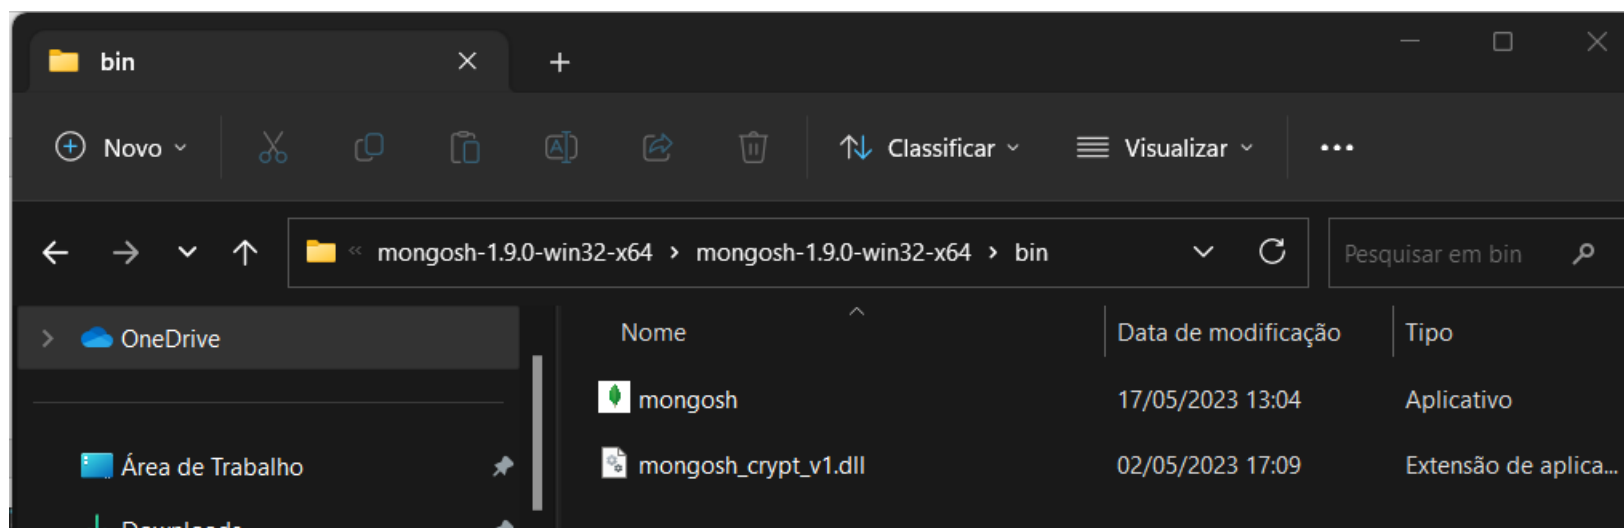 bin
Novo
Classificar
Visualizar
mongosh-1.9.0-win32-x64 > mongosh-1.9.0-win32-x64 > bin
Pesquisar em bin
OneDrive
Nome Data de modificação Tipo
mongosh 17/05/2023 13:04 Aplicativo
Área de Trabalho
mongosh_crypt_v1.dll 02/05/2023 17:09 Extensão de aplica...
Downloads